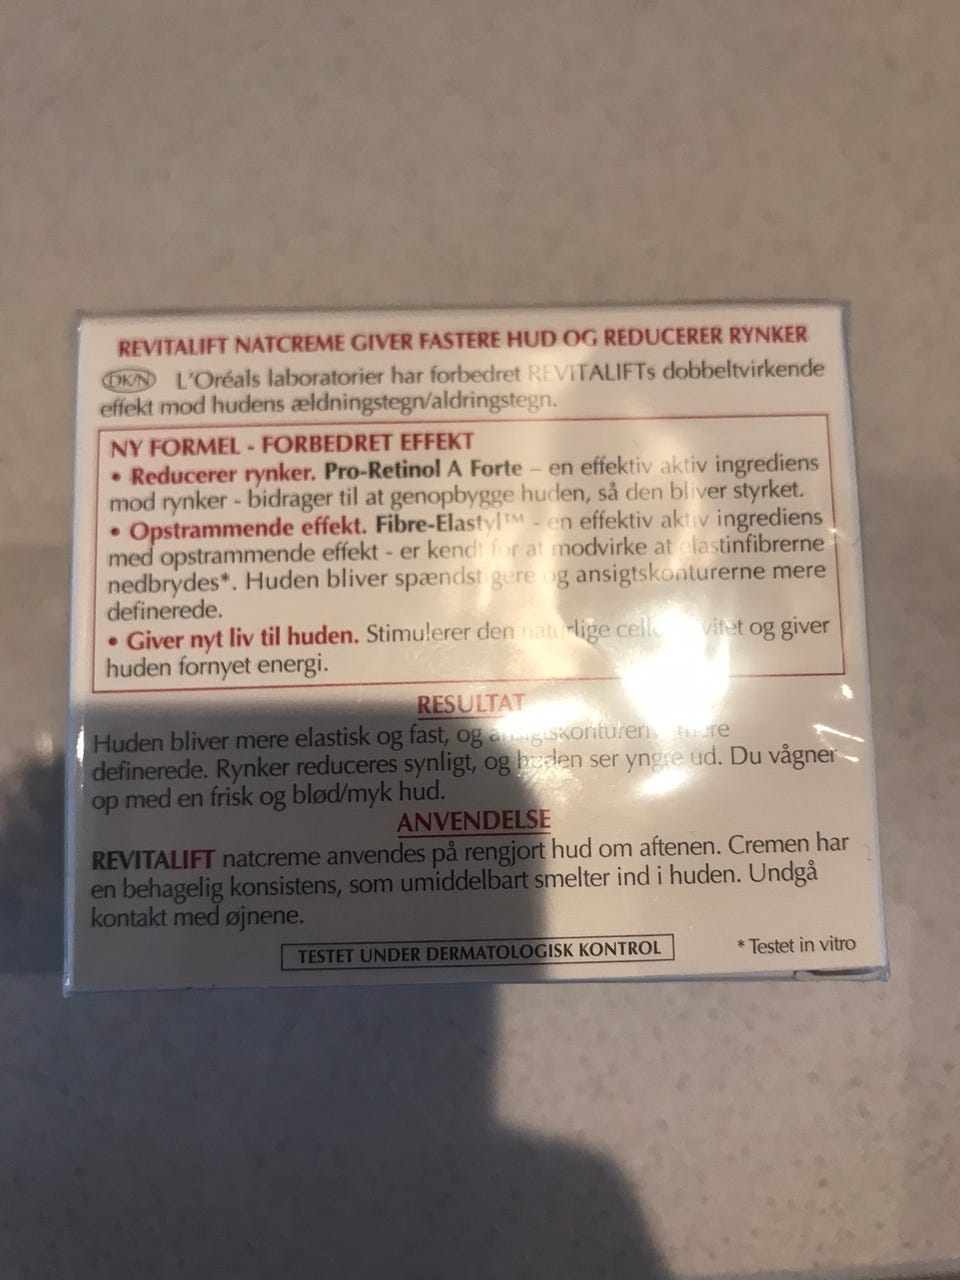 REVITALIFT NATCREME GIVER FASTERE HUD OG REDUCERER RYNKER
DK/N L'Oréals laboratorier har forbedret REVITALIFTs dobbeltvirkende
effekt mod hudens ældningstegn/aldringstegn.
NY FORMEL - FORBEDRET EFFEKT
• Reducerer rynker. Pro-Retinol A Forte – en effektiv aktiv ingrediens
mod rynker - bidrager til at genopbygge huden, så den bliver styrket.
• Opstrammende effekt. Fibre-Elastyl™ - en effektiv aktiv ingrediens
med opstrammende effekt - er kendt for at modvirke at elastinfibrerne
nedbrydes*. Huden bliver spændstigere og ansigtskonturerne mere
definerede.
• Giver nyt liv til huden. Stimulerer den naturlige og giver
huden fornyet energi.
RESULTAT
Huden bliver mere elastisk og fast, og mere
definerede. Rynker reduceres synligt, og huden ser yngre ud. Du vågner
op med en frisk og blød/myk hud.
ANVENDELSE
REVITALIFT natcreme anvendes på rengjort hud om aftenen. Cremen har
en behagelig konsistens, som umiddelbart smelter ind i huden. Undgå
kontakt med øjnene.
TESTET UNDER DERMATOLOGISK KONTROL
* Testet in vitro